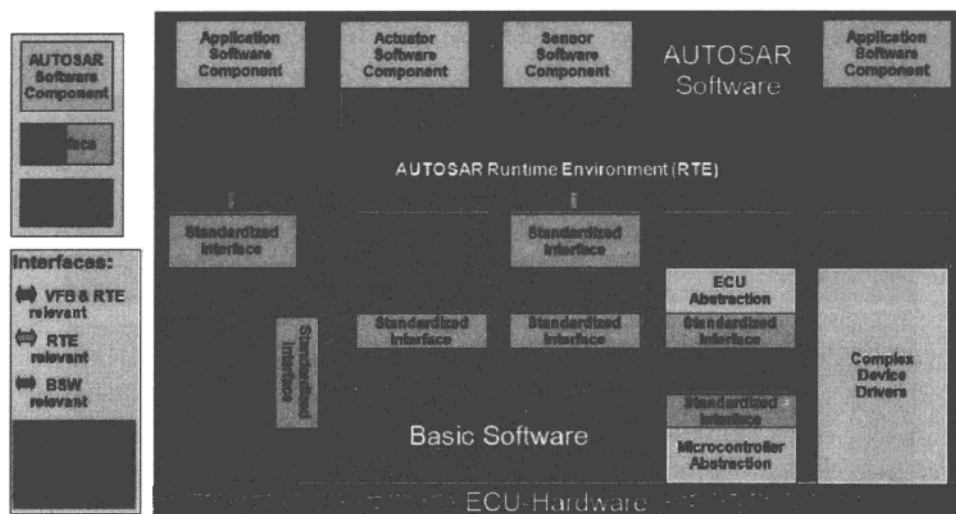 AUTOSAR
Software
Component
Interfaces:
VFB & RTE
relevant
RTE
relevant
BSW
relevant
Application
Software
Component
Actuator
Software
Component
Sensor
Software
Component
AUTOSAR
Software
Application
Software
Component
AUTOSAR Runtime Environment (RTE)
Standardized
Interface
Standardized
Interface
ECU
Abstraction
Standardized
Interface
Standardized
Interface
Standardized
Interface
Standardized
Interface
Complex
Device
Drivers
Standardized
Interface
Basic Software
Microcontroller
Abstraction
ECU-Hardware